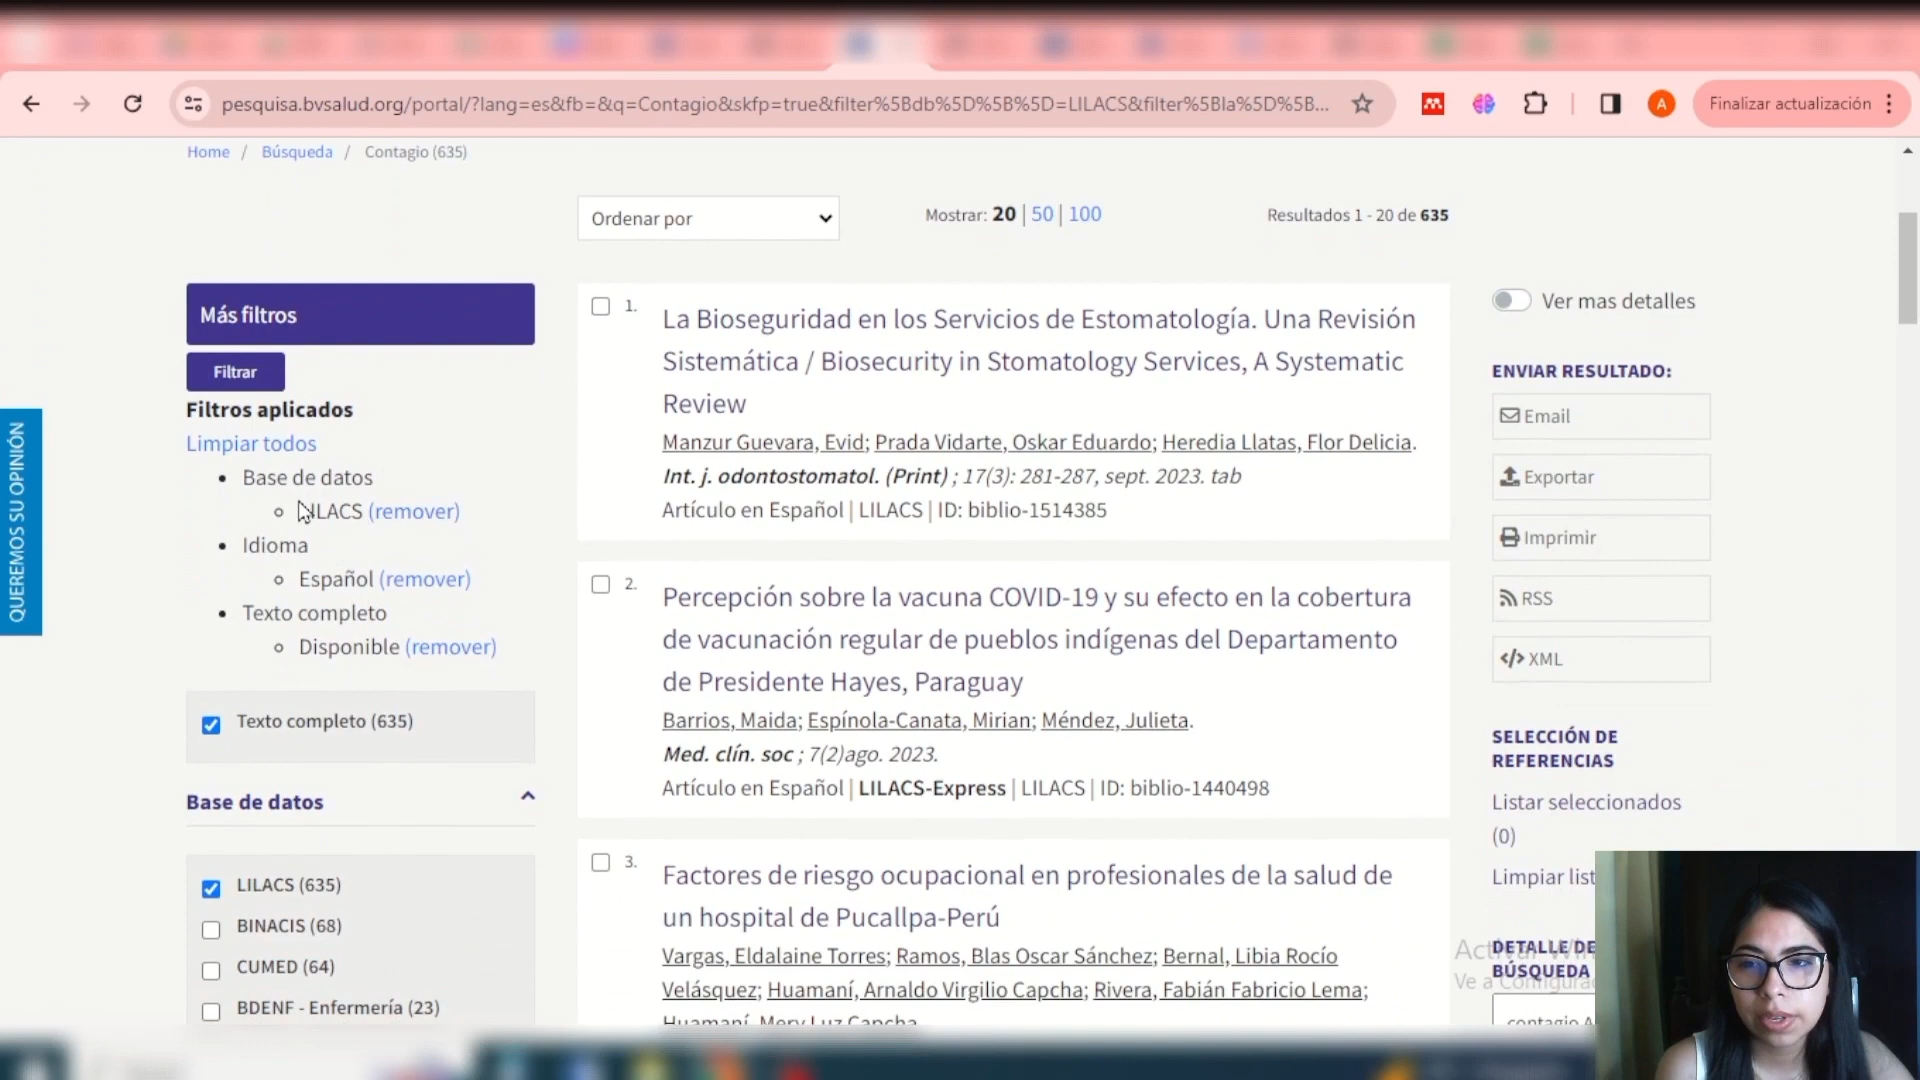 pesquisa.bvsalud.org/portal/?lang=es&fb=&q=Contagio&skfp=true&filter%5Bdb%5D%5B%5D=LILACS&filter%5Bla%5D%5B...
A
Finalizar actualización
Home / Búsqueda / Contagio (635)
Ordenar por
Mostrar: 20 | 50 | 100
Resultados 1 - 20 de 635
Más filtros
Filtrar
Filtros aplicados
Limpiar todos
Base de datos
LILACS (remover)
Idioma
Español (remover)
Texto completo
Disponible (remover)
Texto completo (635)
Base de datos
LILACS (635)
BINACIS (68)
CUMED (64)
BDENF - Enfermería (23)
QUEREMOS SU OPINIÓN
1.
La Bioseguridad en los Servicios de Estomatología. Una Revisión
Sistemática / Biosecurity in Stomatology Services, A Systematic
Review
Manzur Guevara, Evid; Prada Vidarte, Oskar Eduardo; Heredia Llatas, Flor Delicia.
Int. j. odontostomatol. (Print) ; 17(3): 281-287, sept. 2023. tab
Artículo en Español | LILACS | ID: biblio-1514385
2.
Percepción sobre la vacuna COVID-19 y su efecto en la cobertura
de vacunación regular de pueblos indígenas del Departamento
de Presidente Hayes, Paraguay
Barrios, Maida; Espínola-Canata, Mirian; Méndez, Julieta.
Med. clín. soc ; 7(2)ago. 2023.
Artículo en Español | LILACS-Express | LILACS | ID: biblio-1440498
3.
Factores de riesgo ocupacional en profesionales de la salud de
un hospital de Pucallpa-Perú
Vargas, Eldalaine Torres; Ramos, Blas Oscar Sánchez; Bernal, Libia Rocío
Velásquez; Huamaní, Arnaldo Virgilio Capcha; Rivera, Fabián Fabricio Lema;
Huamaní, Mery Luz Capcha
Ver mas detalles
ENVIAR RESULTADO:
Email
Exportar
Imprimir
RSS
XML
SELECCIÓN DE
REFERENCIAS
Listar seleccionados
(0)
Limpiar list
DETALLE DE
BÚSQUEDA
contagio A